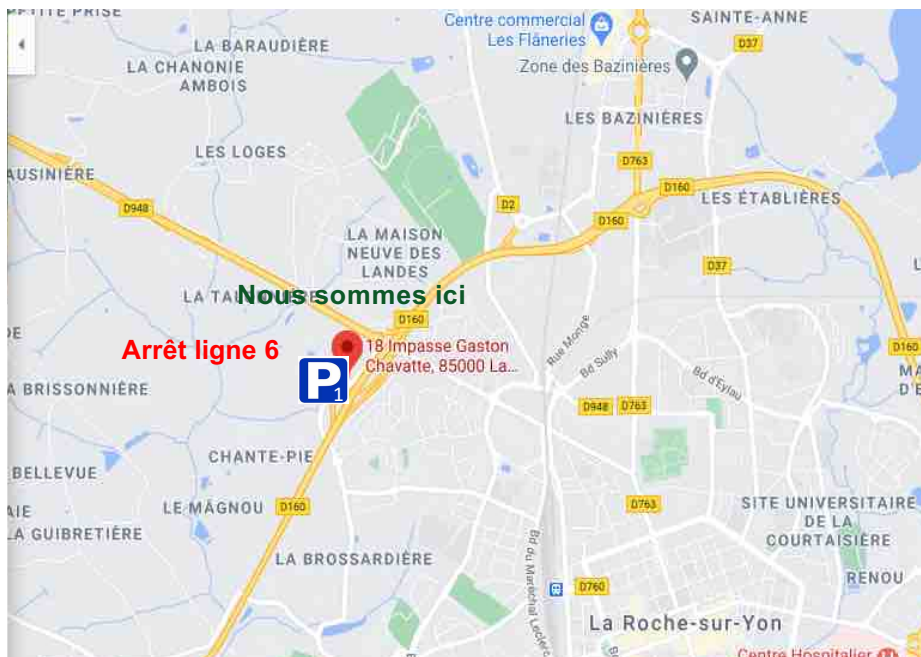 PETITE PRISE
Centre commercial
Les Flâneries
SAINTE-ANNE
D37
LA BARAUDIÈRE
LA CHANONIE
AMBOIS
Zone des Bazinières
LES BAZINIÈRES
LES LOGES
D763
AUSINIÈRE
D160
D948
D2
D160
LES ÉTABLIÈRES
LA MAISON
NEUVE DES
LANDES
D37
LA
Nous sommes ici
D160
Rue Monge
Arrêt ligne 6
18 Impasse Gaston
Chavatte, 85000 La...
Bd Sully
D160
P
1
Bd d'Eylau
A BRISSONNIÈRE
D948
D763
CHANTE-PIE
BELLEVUE
LE MÂGNOU
D160
D763
SITE UNIVERSITAIRE
DE LA
COURTAISIÈRE
AIE
LA GUIBRETIÈRE
LA BROSSARDIÈRE
Bd du Maréchal Leclerc
D760
RENOU
La Roche-sur-Yon
Centre Hospitalier